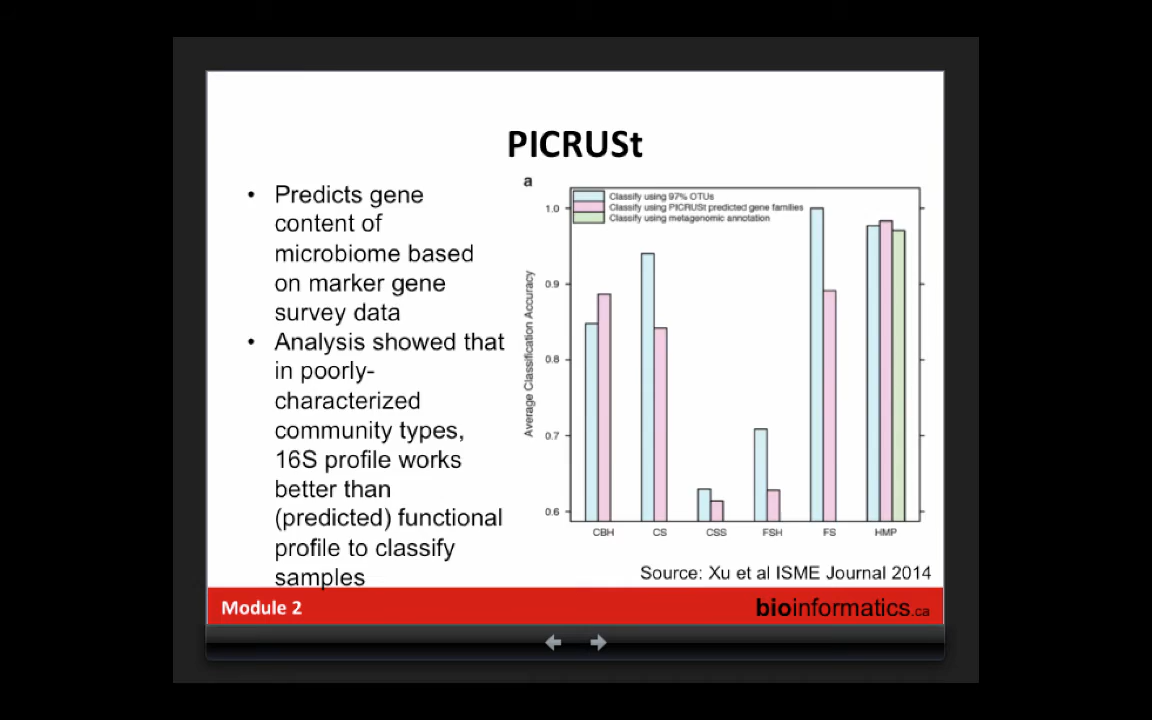 PICRUSt
• Predicts gene
content of
microbiome based
on marker gene
survey data
• Analysis showed that
in poorly-
characterized
community types,
16S profile works
better than
(predicted) functional
profile to classify
samples
a
Classify using 97% OTUs
Classify using PICRUSt predicted gene families
Classify using metagenomic annotation
Average Classification Accuracy
1.0
0.9
0.8
0.7
0.6
CBH CS CSS FSH FS HMP
Source: Xu et al ISME Journal 2014
Module 2
bioinformatics.ca